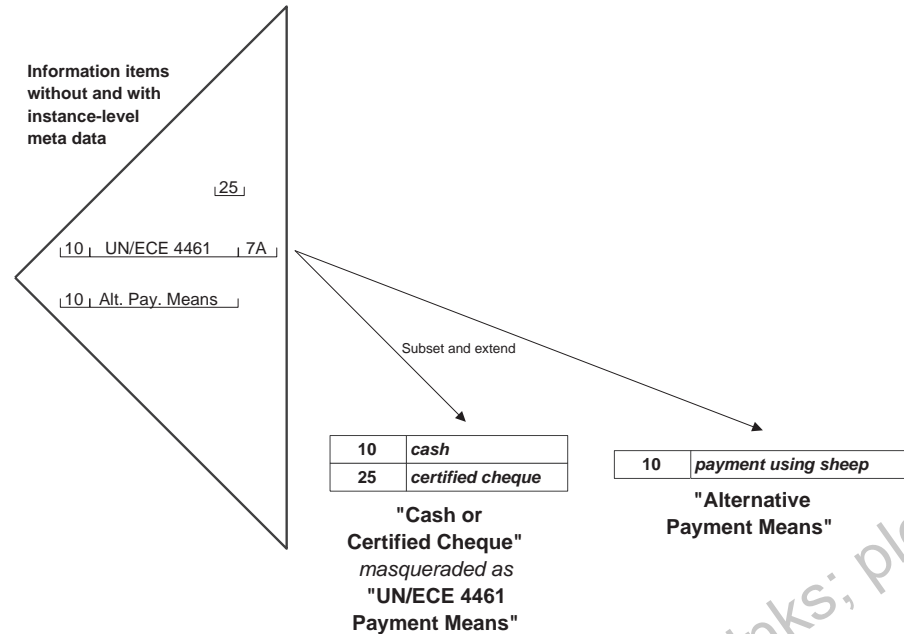 Information items
without and with
instance-level
meta data
25
10 UN/ECE 4461 7A
10 Alt. Pay. Means
Subset and extend
10 cash
25 certified cheque
"Cash or
Certified Cheque"
masqueraded as
"UN/ECE 4461
Payment Means"
10 payment using sheep
"Alternative
Payment Means"